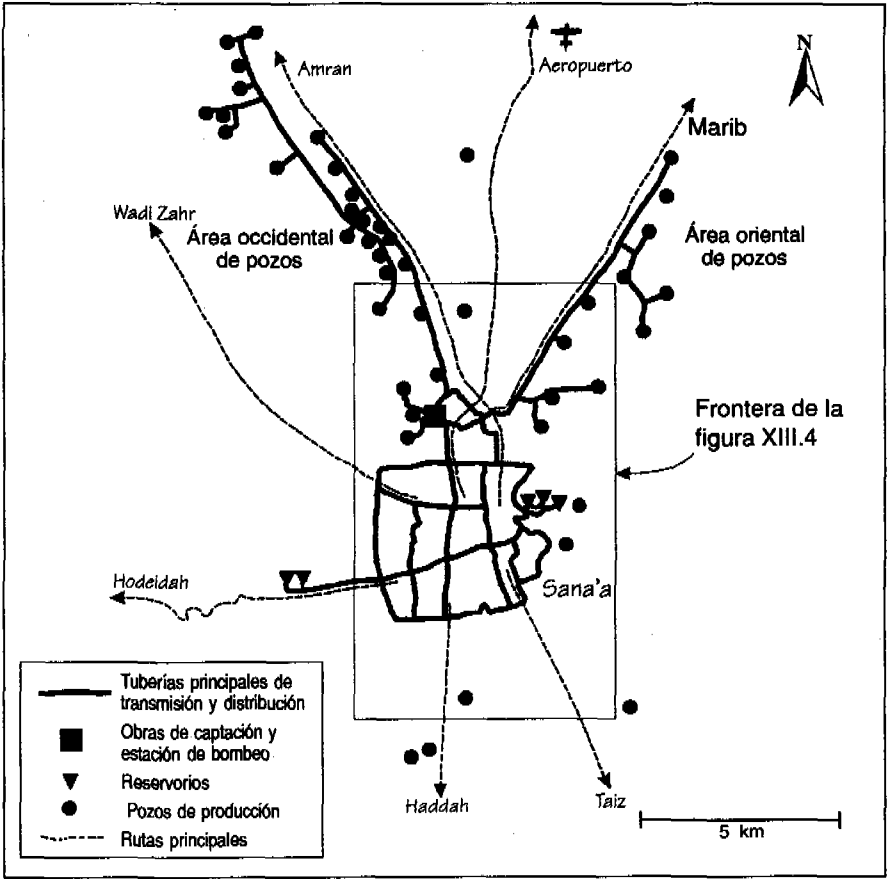 Amran
Aeropuerto
N
Marib
Wadi Zahr
Área occidental
de pozos
Área oriental
de pozos
Frontera de la
figura XIII.4
Hodeidah
Sana'a
Tuberías principales de
transmisión y distribución
Obras de captación y
estación de bombeo
Reservorios
Pozos de producción
Rutas principales
Haddah
Taiz
5 km